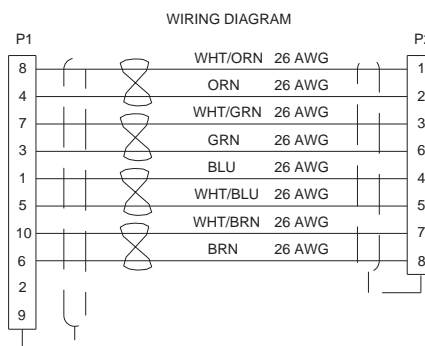 WIRING DIAGRAM
P1 P2
8 WHT/ORN 26 AWG 1
4 ORN 26 AWG 2
7 WHT/GRN 26 AWG 3
3 GRN 26 AWG 6
1 BLU 26 AWG 4
5 WHT/BLU 26 AWG 5
10 WHT/BRN 26 AWG 7
6 BRN 26 AWG 8
2
9